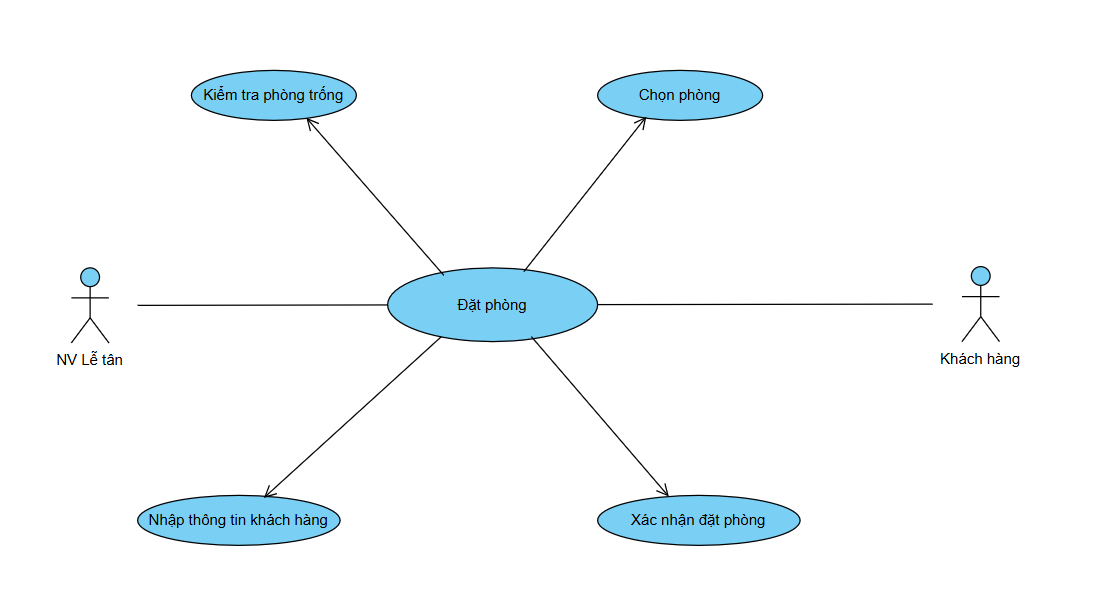 Kiểm tra phòng trống
Chọn phòng
Đặt phòng
NV Lễ tân
Khách hàng
Nhập thông tin khách hàng
Xác nhận đặt phòng